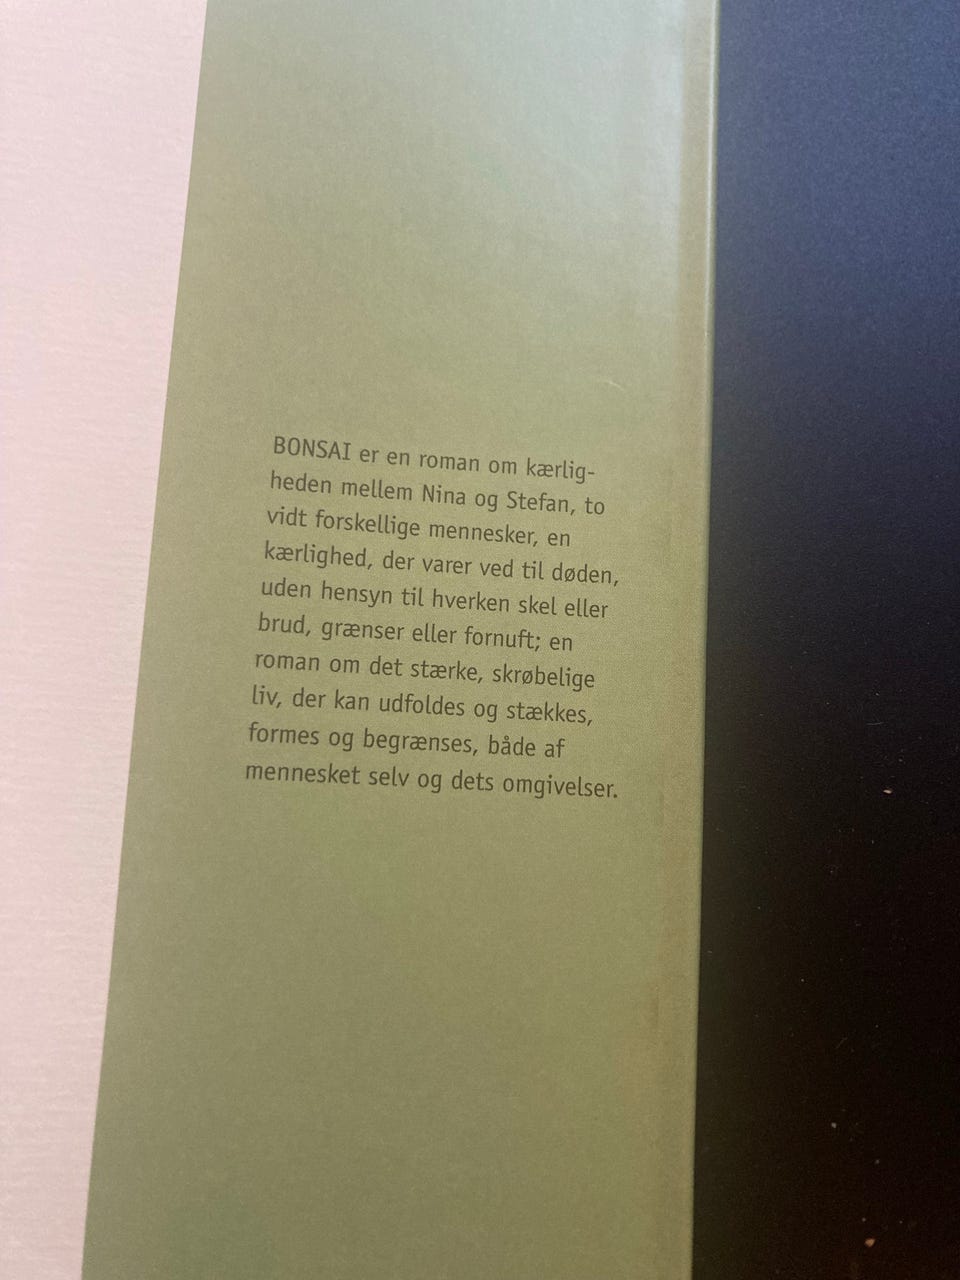 BONSAI er en roman om kærlig-
heden mellem Nina og Stefan, to
vidt forskellige mennesker, en
kærlighed, der varer ved til døden,
uden hensyn til hverken skel eller
brud, grænser eller fornuft; en
roman om det stærke, skrøbelige
liv, der kan udfoldes og stækkes,
formes og begrænses, både af
mennesket selv og dets omgivelser.